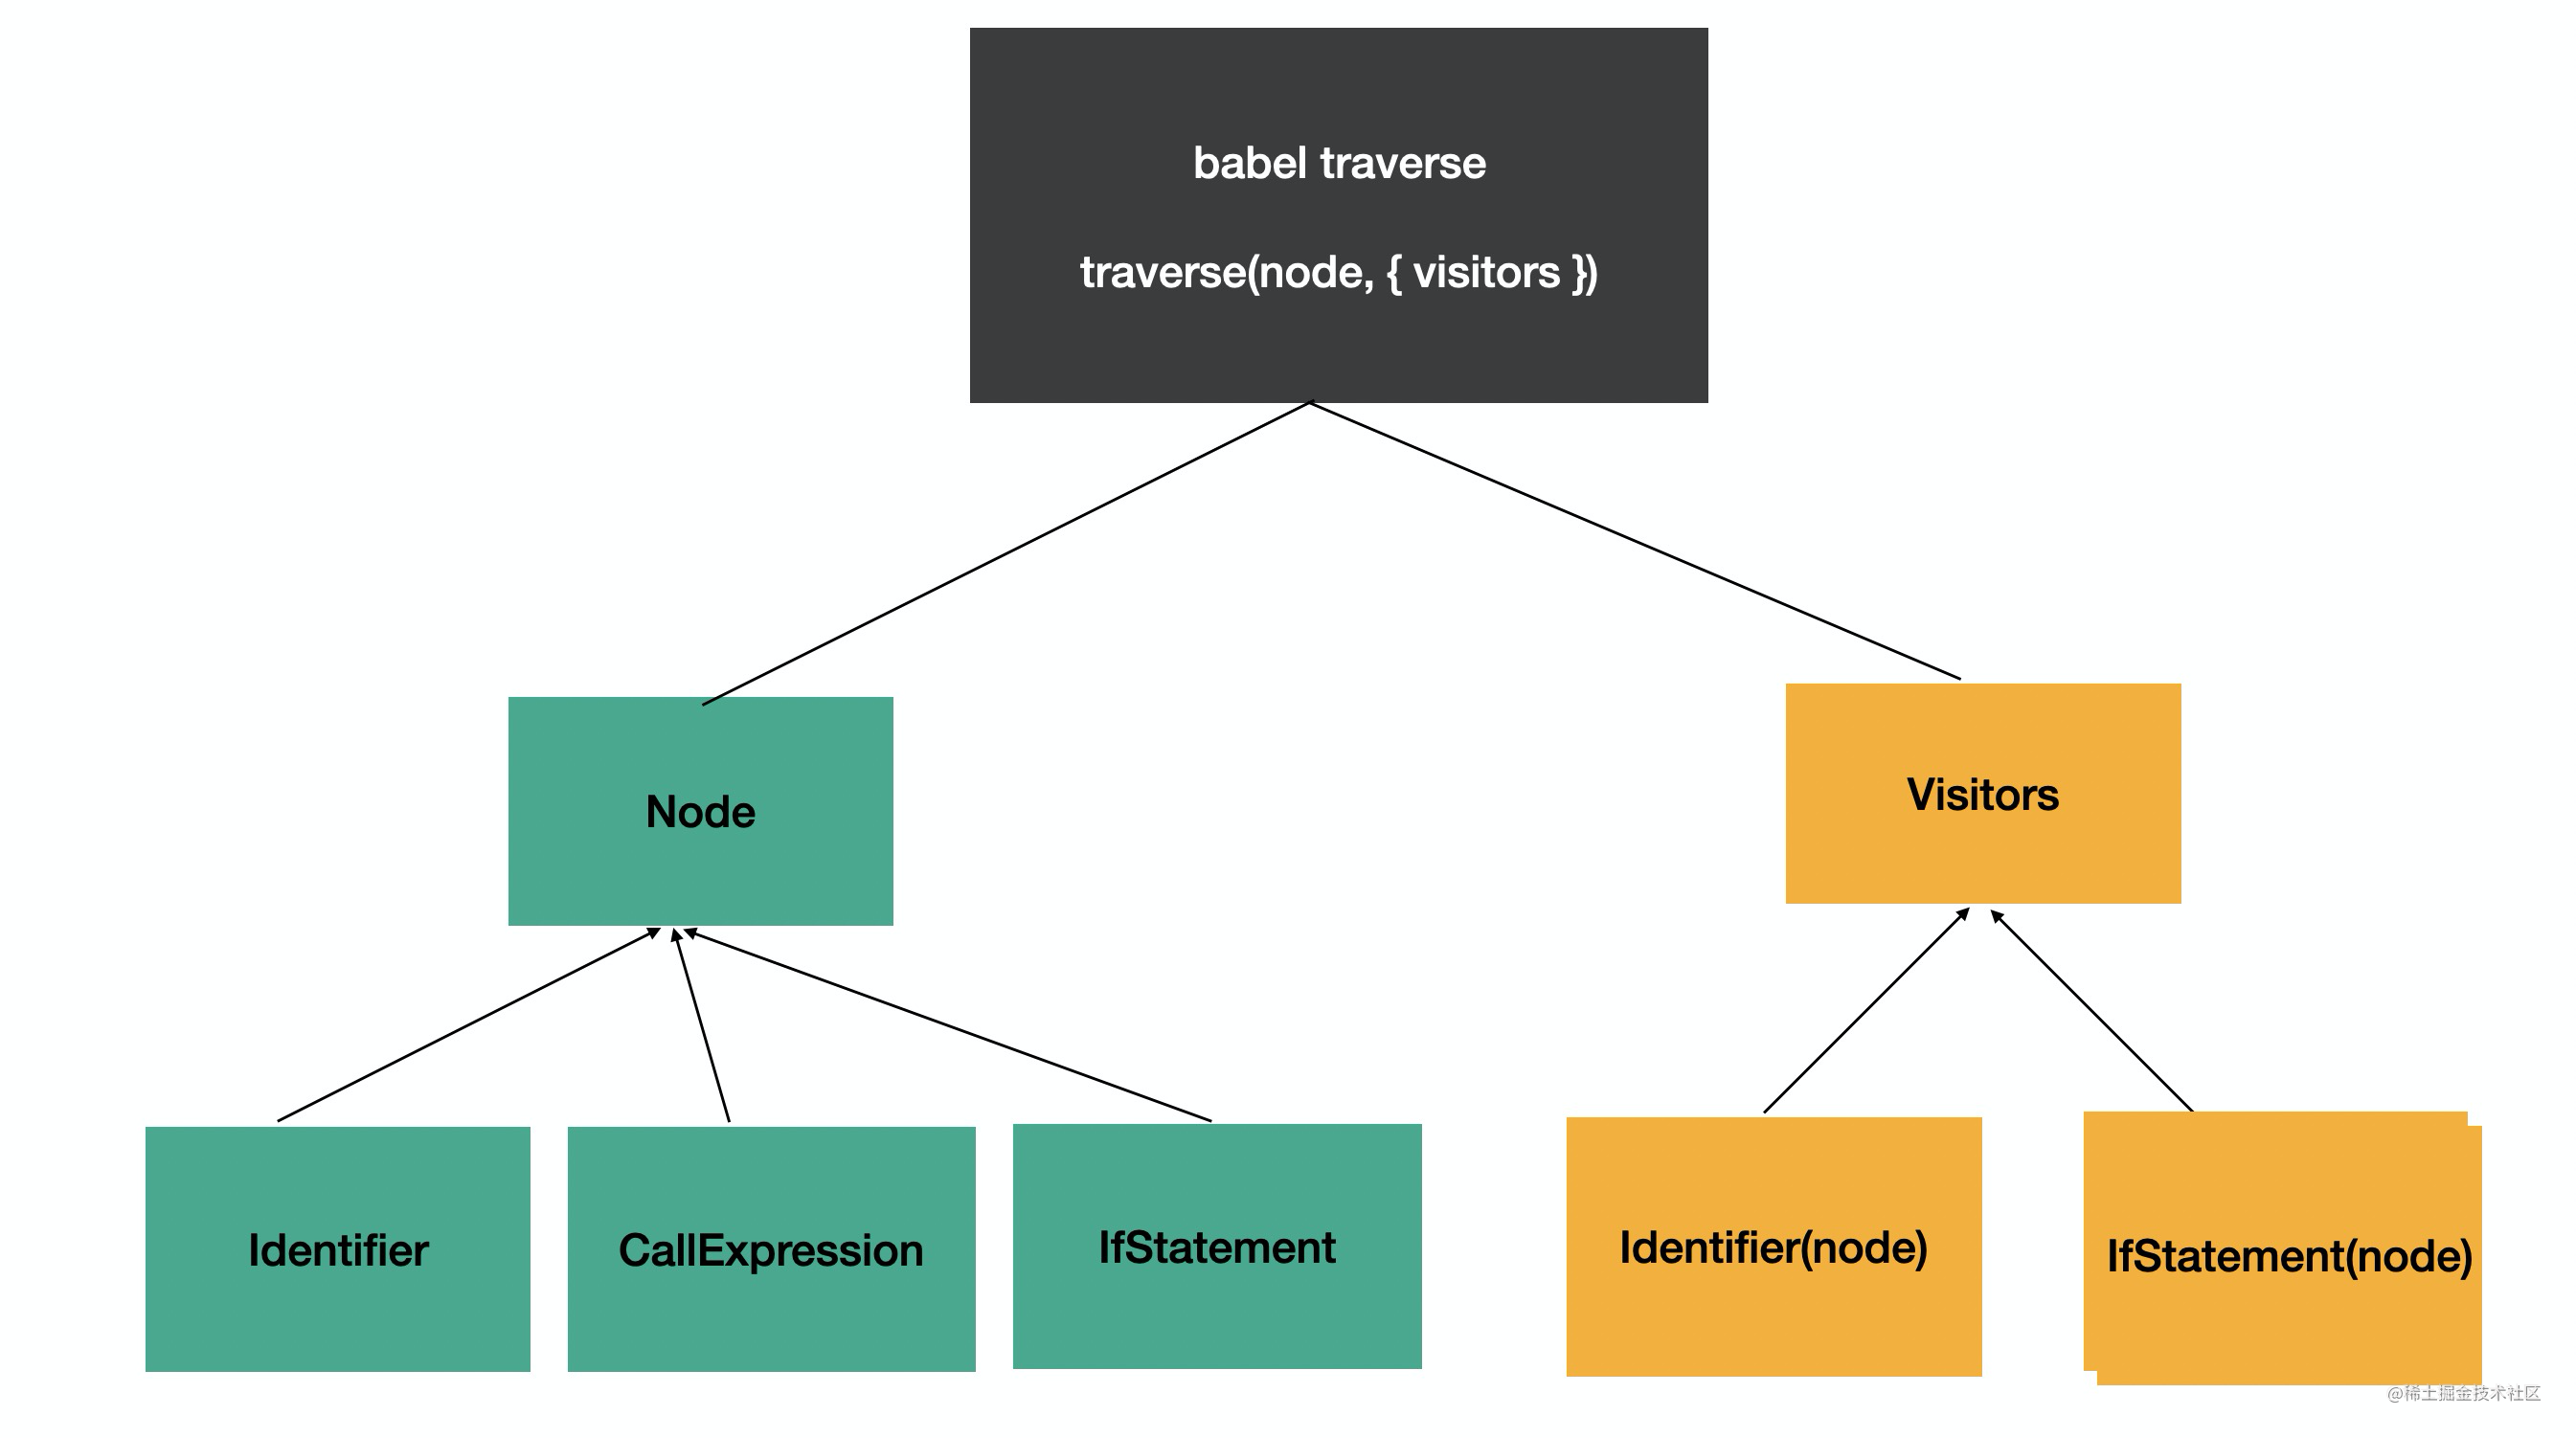 babel traverse
traverse(node, { visitors })
Node
Visitors
Identifier
CallExpression
IfStatement
Identifier(node)
IfStatement(node)
@稀土掘金技术社区